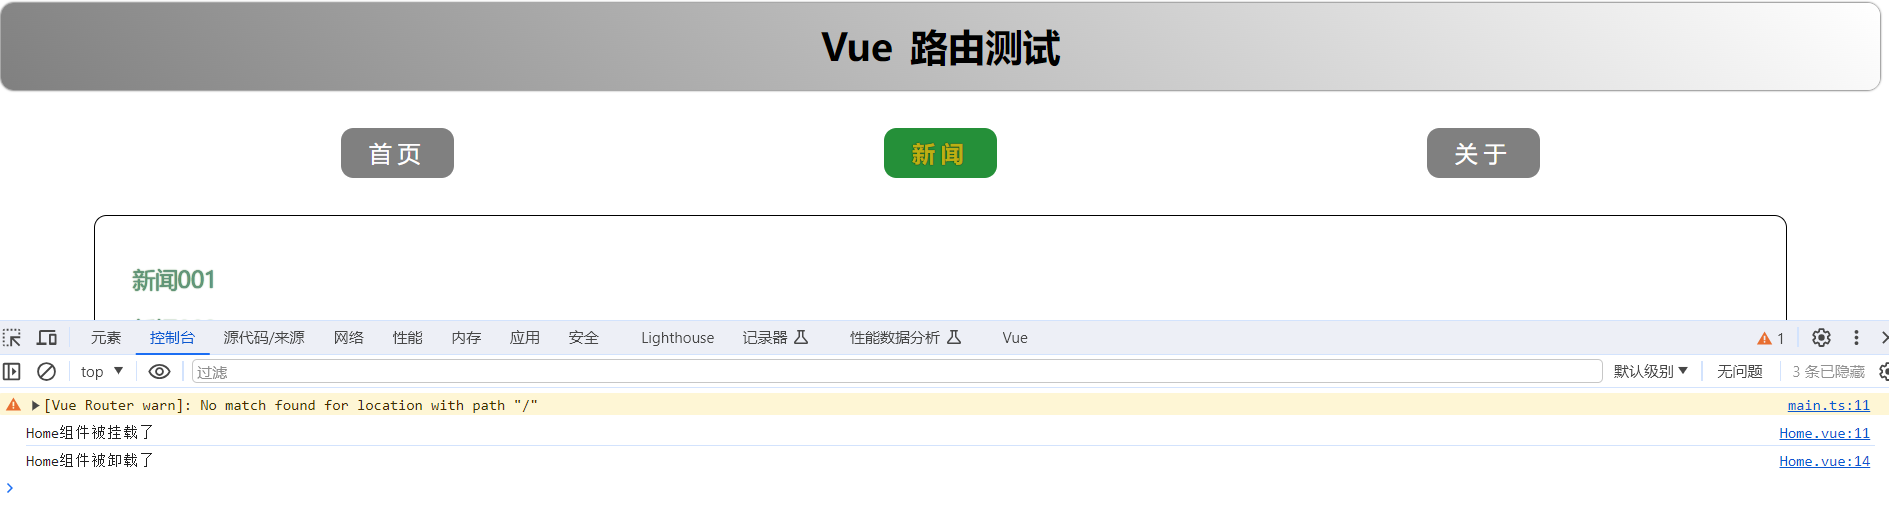 Vue 路由测试
首页 新闻 关于
新闻001
元素 控制台 源代码/来源 网络 性能 内存 应用 安全 Lighthouse 记录器 性能数据分析 Vue 1
top 过滤 默认级别 无问题 3 条已隐藏
[Vue Router warn]: No match found for location with path "/" main.ts:11
Home组件被挂载了 Home.vue:11
Home组件被卸载了 Home.vue:14